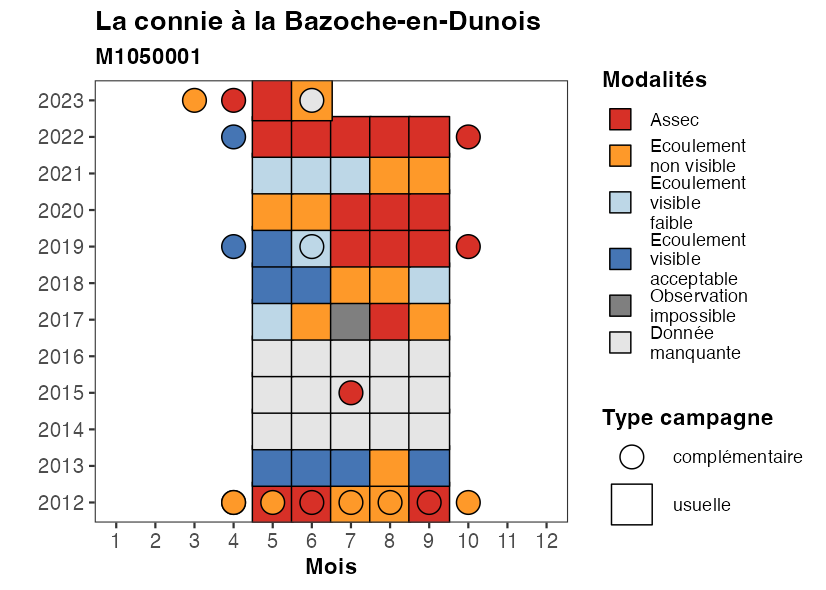 La connie à la Bazoche-en-Dunois
M1050001
2023
2022
2021
2020
2019
2018
2017
2016
2015
2014
2013
2012
1 2 3 4 5 6 7 8 9 10 11 12
Mois
Modalités
Assec
Ecoulement
non visible
Ecoulement
visible
faible
Ecoulement
visible
acceptable
Observation
impossible
Donnée
manquante
Type campagne
complémentaire
usuelle